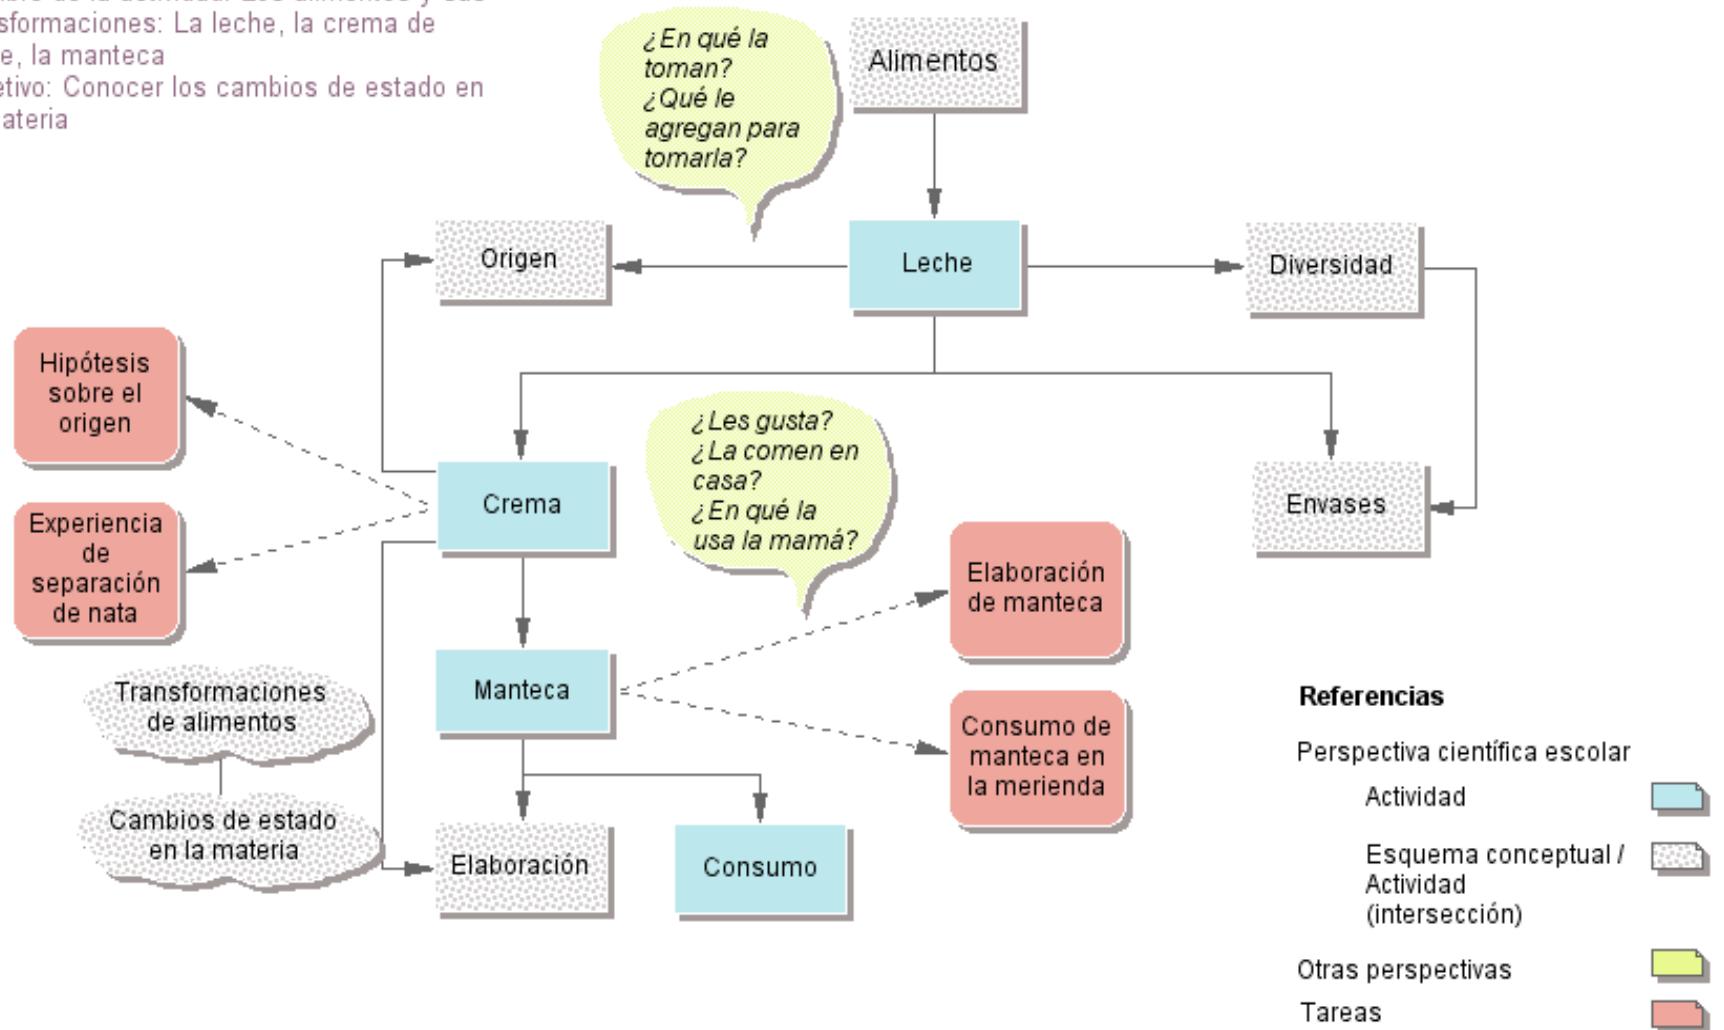 la
sformaciones: La leche, la crema de
e, la manteca
etivo: Conocer los cambios de estado en
ateria
¿En qué la
toman?
¿Qué le
agregan para
tomarla?
Alimentos
Origen
Leche
Diversidad
Hipótesis
sobre el
origen
¿Les gusta?
¿La comen en
casa?
¿En qué la
usa la mamá?
Crema
Envases
Experiencia
de
separación
de nata
Elaboración
de manteca
Manteca
Transformaciones
de alimentos
Consumo de
manteca en
la merienda
Cambios de estado
en la materia
Elaboración
Consumo
Referencias
Perspectiva científica escolar
Actividad
Esquema conceptual /
Actividad
(intersección)
Otras perspectivas
Tareas